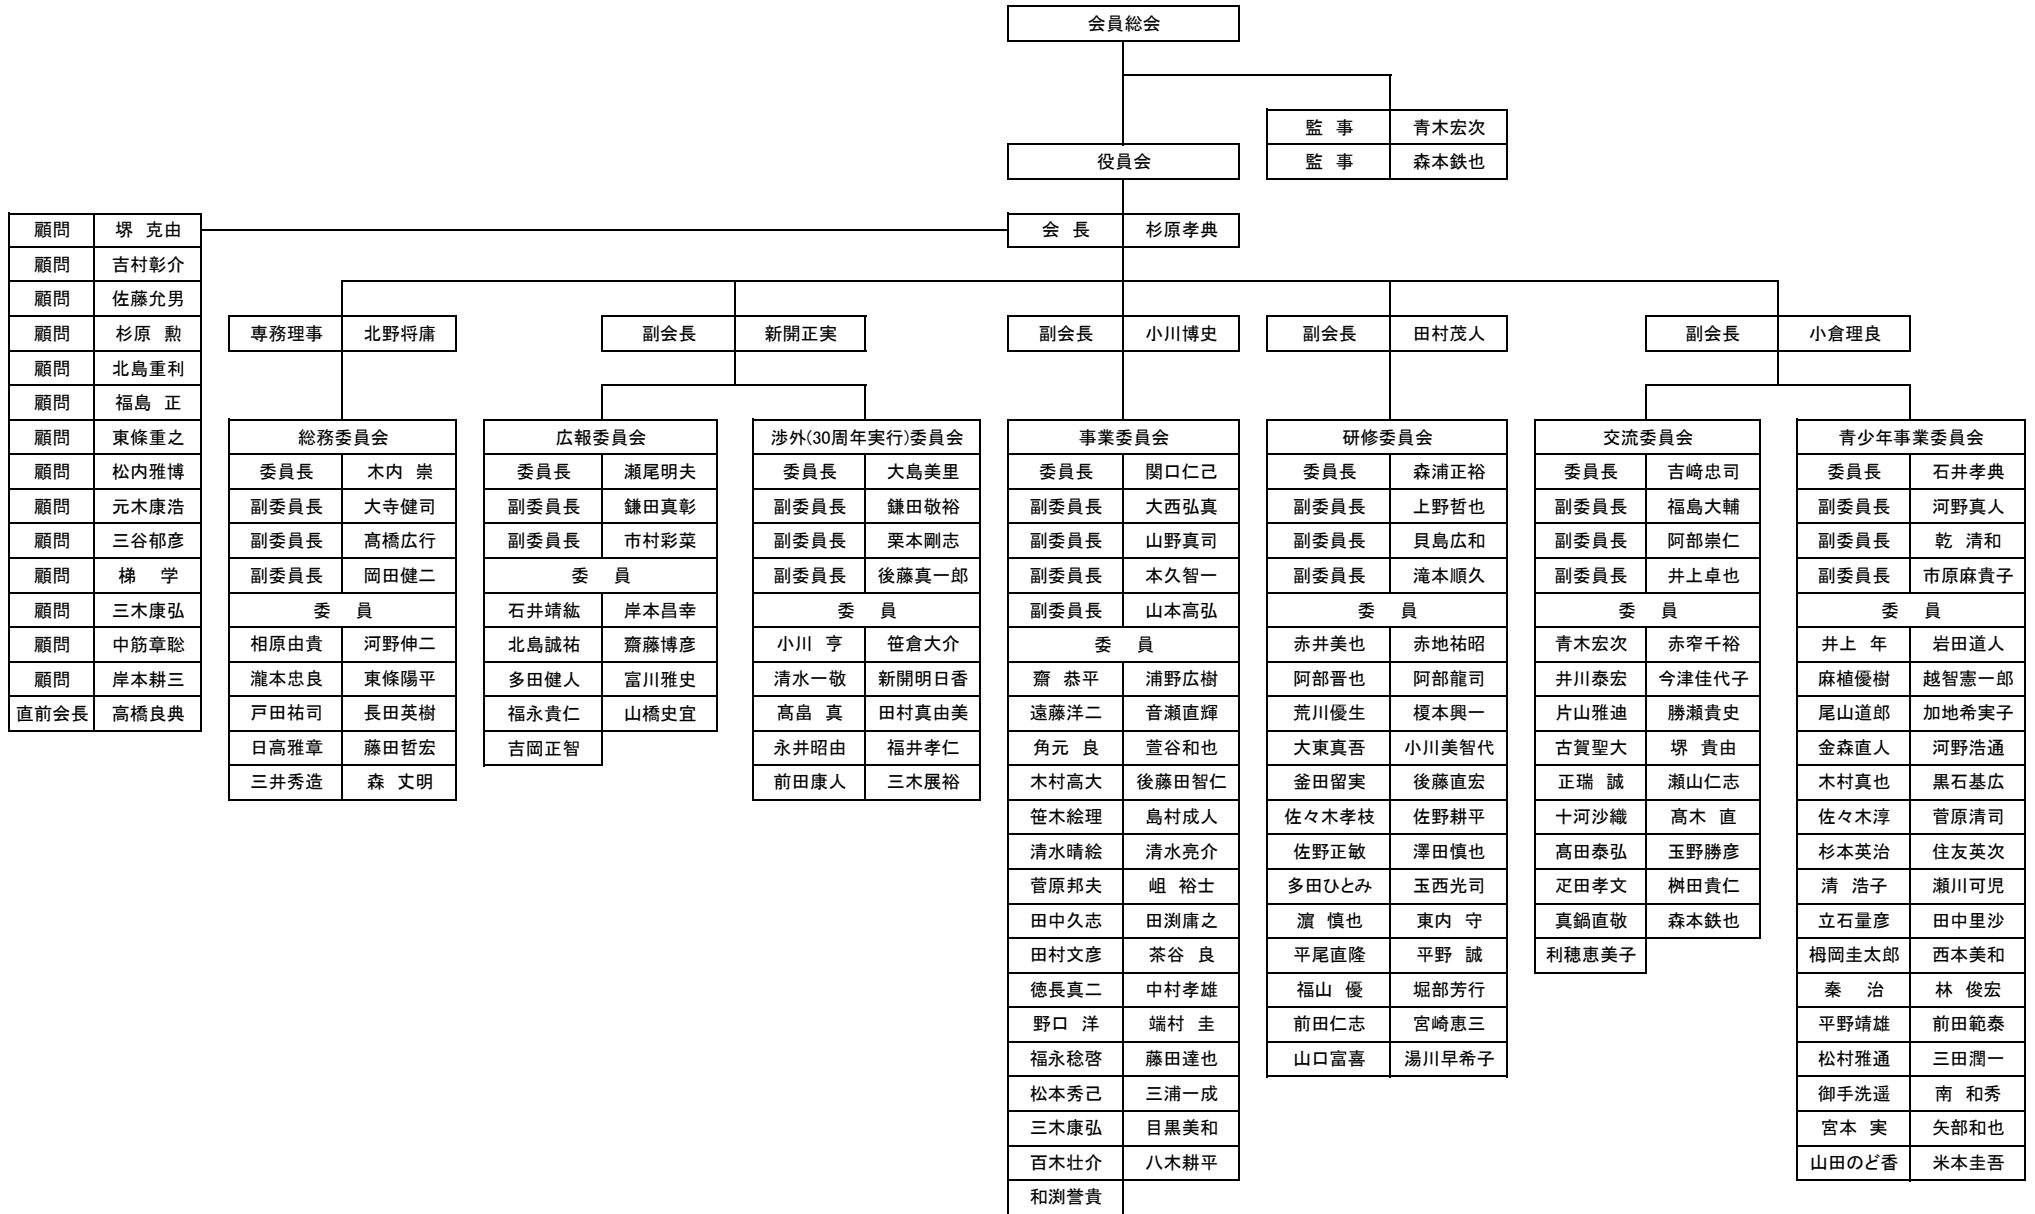 会員総会
監　事 青木宏次
監　事 森本鉄也
役員会
会　長 杉原孝典
顧問 堺　克由
顧問 吉村彰介
顧問 佐藤允男
顧問 杉原　勲
顧問 北島重利
顧問 福島　正
顧問 東條重之
顧問 松内雅博
顧問 元木康浩
顧問 三谷郁彦
顧問 梯　学
顧問 三木康弘
顧問 中筋章聡
顧問 岸本耕三
直前会長 高橋良典
専務理事 北野将庸
副会長 新開正実
副会長 小川博史
副会長 田村茂人
副会長 小倉理良
総務委員会
委員長 木内　崇
副委員長 大寺健司
副委員長 髙橋広行
副委員長 岡田健二
委　員
相原由貴 河野伸二
瀧本忠良 東條陽平
戸田祐司 長田英樹
日高雅章 藤田哲宏
三井秀造 森　丈明
広報委員会
委員長 瀬尾明夫
副委員長 鎌田真彰
副委員長 市村彩菜
委　員
石井靖紘 岸本昌幸
北島誠祐 齋藤博彦
多田健人 富川雅史
福永貴仁 山橋史宜
吉岡正智
渉外(30周年実行)委員会
委員長 大島美里
副委員長 鎌田敬裕
副委員長 栗本剛志
副委員長 後藤真一郎
委　員
小川　亨 笹倉大介
清水一敬 新開明日香
髙畠　真 田村真由美
永井昭由 福井孝仁
前田康人 三木展裕
事業委員会
委員長 関口仁己
副委員長 大西弘真
副委員長 山野真司
副委員長 本久智一
副委員長 山本高弘
委　員
齋　恭平 浦野広樹
遠藤洋二 音瀬直輝
角元　良 萱谷和也
木村高大 後藤田智仁
笹木絵理 島村成人
清水晴絵 清水亮介
菅原邦夫 岨　裕士
田中久志 田渕庸之
田村文彦 茶谷　良
徳長真二 中村孝雄
野口　洋 端村　圭
福永稔啓 藤田達也
松本秀己 三浦一成
三木康弘 目黒美和
百木壮介 八木耕平
和渕誉貴
研修委員会
委員長 森浦正裕
副委員長 上野哲也
副委員長 貝島広和
副委員長 滝本順久
委　員
赤井美也 赤地祐昭
阿部晋也 阿部龍司
荒川優生 榎本興一
大東真吾 小川美智代
釜田留実 後藤直宏
佐々木孝枝 佐野耕平
佐野正敏 澤田慎也
多田ひとみ 玉西光司
濵　慎也 東内　守
平尾直隆 平野　誠
福山　優 堀部芳行
前田仁志 宮崎恵三
山口富喜 湯川早希子
交流委員会
委員長 吉﨑忠司
副委員長 福島大輔
副委員長 阿部崇仁
副委員長 井上卓也
委　員
青木宏次 赤窄千裕
井川泰宏 今津佳代子
片山雅迪 勝瀬貴史
古賀聖大 堺　貴由
正瑞　誠 瀬山仁志
十河沙織 髙木　直
髙田泰弘 玉野勝彦
疋田孝文 桝田貴仁
真鍋直敬 森本鉄也
利穂恵美子
青少年事業委員会
委員長 石井孝典
副委員長 河野真人
副委員長 乾　清和
副委員長 市原麻貴子
委　員
井上　年 岩田道人
麻植優樹 越智憲一郎
尾山道郎 加地希実子
金森直人 河野浩通
木村真也 黒石基広
佐々木淳 菅原清司
杉本英治 住友英次
清　浩子 瀬川可児
立石量彦 田中里沙
栂岡圭太郎 西本美和
秦　治 林　俊宏
平野靖雄 前田範泰
松村雅通 三田潤一
御手洗遥 南　和秀
宮本　実 矢部和也
山田のど香 米本圭吾